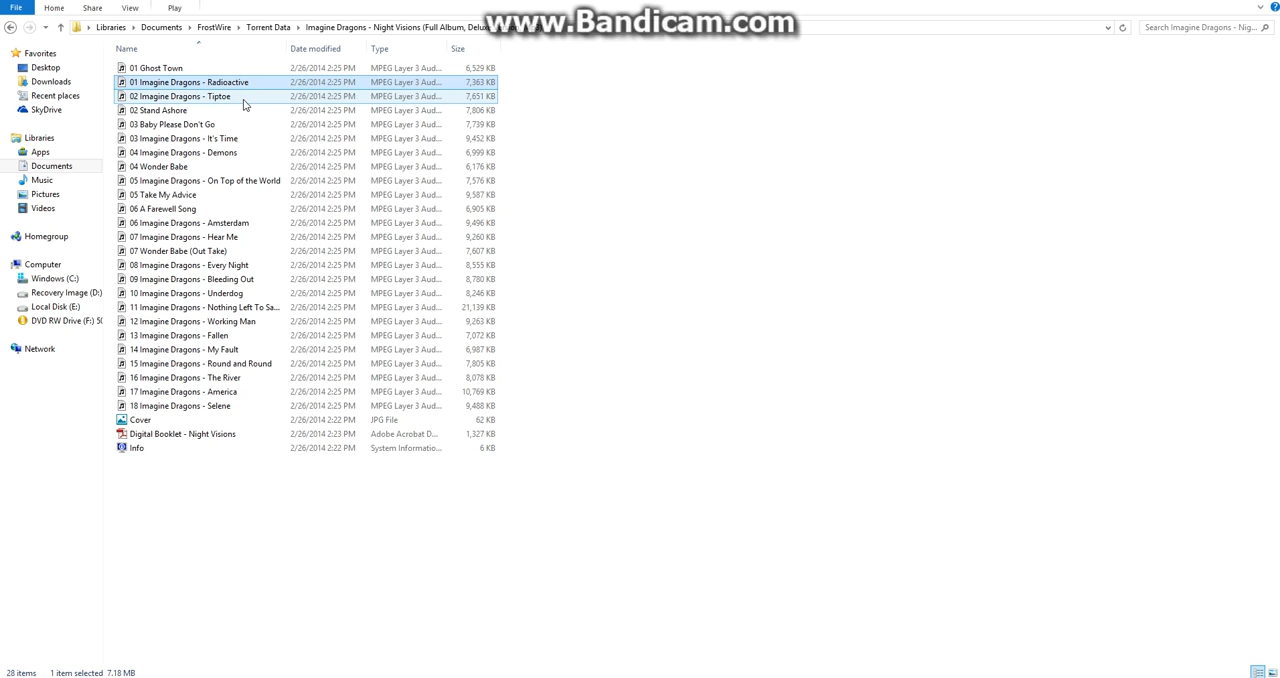 File Home Share View Play
www.Bandicam.com
Libraries Documents FrostWire Torrent Data Imagine Dragons - Night Visions (Full Album, Search Imagine Dragons - Nig...
Name Date modified Type Size
Favorites
Desktop
Downloads
Recent places
SkyDrive
Libraries
Apps
Documents
Music
Pictures
Videos
Homegroup
Computer
Windows (C:)
Recovery Image (D:)
Local Disk (E:)
DVD RW Drive (F:) 50
Network
01 Ghost Town 2/26/2014 2:25 PM MPEG Layer 3 Aud... 6,529 KB
01 Imagine Dragons - Radioactive 2/26/2014 2:25 PM MPEG Layer 3 Aud... 7,363 KB
02 Imagine Dragons - Tiptoe 2/26/2014 2:25 PM MPEG Layer 3 Aud... 7,651 KB
02 Stand Ashore 2/26/2014 2:25 PM MPEG Layer 3 Aud... 7,806 KB
03 Baby Please Don't Go 2/26/2014 2:25 PM MPEG Layer 3 Aud... 7,739 KB
03 Imagine Dragons - It's Time 2/26/2014 2:25 PM MPEG Layer 3 Aud... 9,452 KB
04 Imagine Dragons - Demons 2/26/2014 2:25 PM MPEG Layer 3 Aud... 6,999 KB
04 Wonder Babe 2/26/2014 2:25 PM MPEG Layer 3 Aud... 6,176 KB
05 Imagine Dragons - On Top of the World 2/26/2014 2:25 PM MPEG Layer 3 Aud... 7,576 KB
05 Take My Advice 2/26/2014 2:25 PM MPEG Layer 3 Aud... 9,587 KB
06 A Farewell Song 2/26/2014 2:25 PM MPEG Layer 3 Aud... 6,905 KB
06 Imagine Dragons - Amsterdam 2/26/2014 2:25 PM MPEG Layer 3 Aud... 9,496 KB
07 Imagine Dragons - Hear Me 2/26/2014 2:25 PM MPEG Layer 3 Aud... 9,260 KB
07 Wonder Babe (Out Take) 2/26/2014 2:25 PM MPEG Layer 3 Aud... 7,607 KB
08 Imagine Dragons - Every Night 2/26/2014 2:25 PM MPEG Layer 3 Aud... 8,555 KB
09 Imagine Dragons - Bleeding Out 2/26/2014 2:25 PM MPEG Layer 3 Aud... 8,780 KB
10 Imagine Dragons - Underdog 2/26/2014 2:25 PM MPEG Layer 3 Aud... 8,246 KB
11 Imagine Dragons - Nothing Left To Sa... 2/26/2014 2:25 PM MPEG Layer 3 Aud... 21,139 KB
12 Imagine Dragons - Working Man 2/26/2014 2:25 PM MPEG Layer 3 Aud... 9,263 KB
13 Imagine Dragons - Fallen 2/26/2014 2:25 PM MPEG Layer 3 Aud... 7,072 KB
14 Imagine Dragons - My Fault 2/26/2014 2:25 PM MPEG Layer 3 Aud... 6,987 KB
15 Imagine Dragons - Round and Round 2/26/2014 2:25 PM MPEG Layer 3 Aud... 7,805 KB
16 Imagine Dragons - The River 2/26/2014 2:25 PM MPEG Layer 3 Aud... 8,078 KB
17 Imagine Dragons - America 2/26/2014 2:25 PM MPEG Layer 3 Aud... 10,769 KB
18 Imagine Dragons - Selene 2/26/2014 2:25 PM MPEG Layer 3 Aud... 9,488 KB
Cover 2/26/2014 2:22 PM JPG File 62 KB
Digital Booklet - Night Visions 2/26/2014 2:23 PM Adobe Acrobat D... 1,327 KB
Info 2/26/2014 2:22 PM System Informatio... 6 KB
28 items 1 item selected 7.18 MB